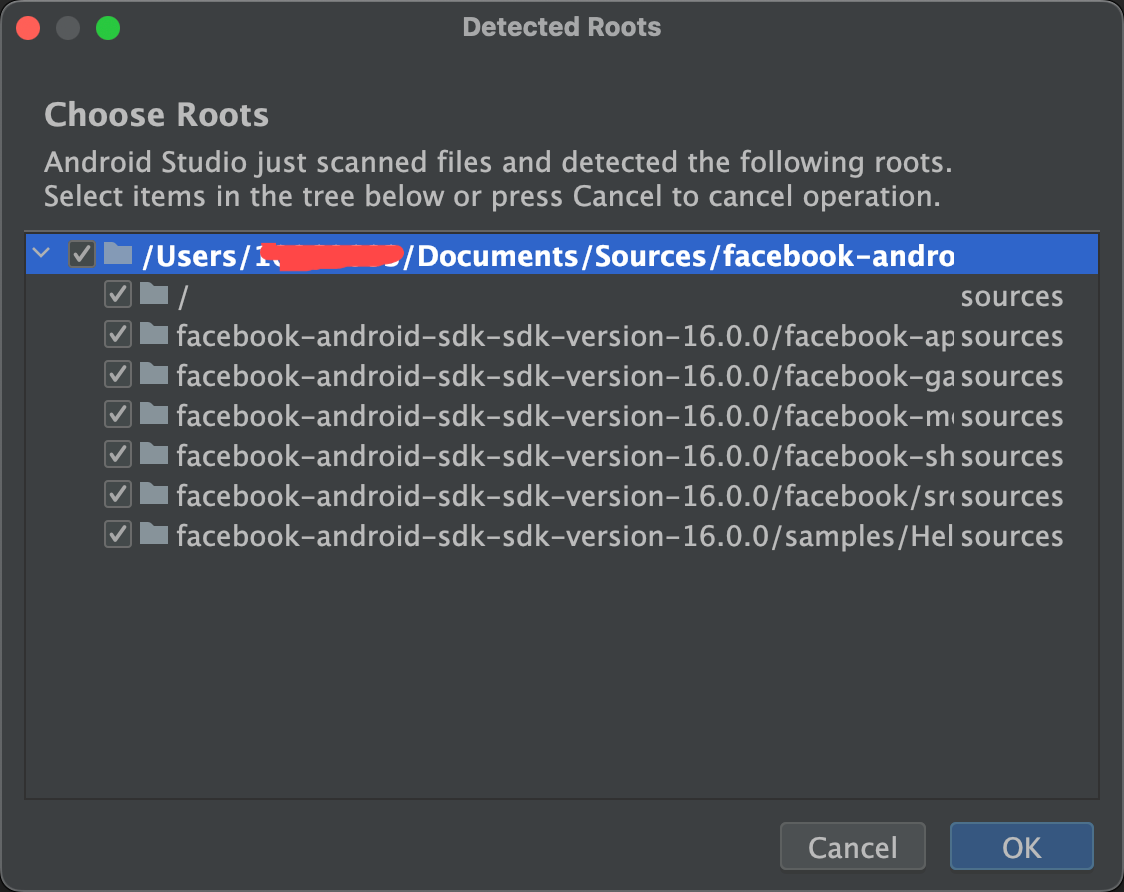 Detected Roots
Choose Roots
Android Studio just scanned files and detected the following roots.
Select items in the tree below or press Cancel to cancel operation.
/Users/ /Documents/Sources/facebook-andro
/ sources
facebook-android-sdk-sdk-version-16.0.0/facebook-ap sources
facebook-android-sdk-sdk-version-16.0.0/facebook-ga sources
facebook-android-sdk-sdk-version-16.0.0/facebook-m sources
facebook-android-sdk-sdk-version-16.0.0/facebook-sh sources
facebook-android-sdk-sdk-version-16.0.0/facebook/sr sources
facebook-android-sdk-sdk-version-16.0.0/samples/Hel sources
Cancel OK